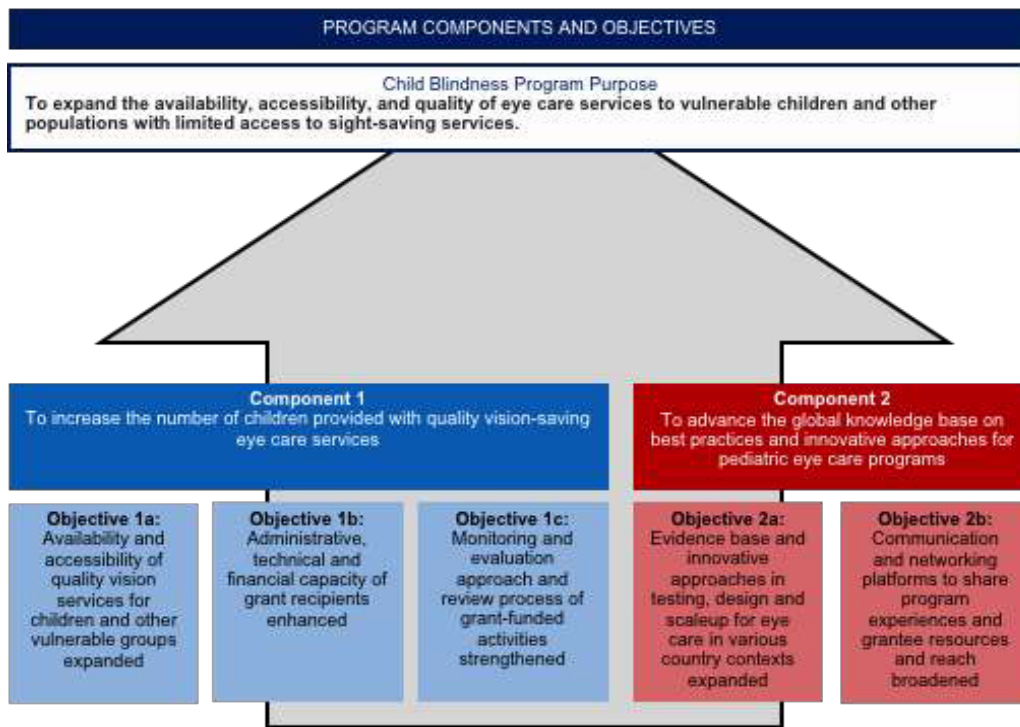 PROGRAM COMPONENTS AND OBJECTIVES
Child Blindness Program Purpose
To expand the availability, accessibility, and quality of eye care services to vulnerable children and other
populations with limited access to sight-saving services.
Component 1
To increase the number of children provided with quality vision-saving
eye care services
Component 2
To advance the global knowledge base on
best practices and innovative approaches for
pediatric eye care programs
Objective 1a:
Availability and
accessibility of
quality vision
services for
children and other
vulnerable groups
expanded
Objective 1b:
Administrative,
technical and
financial capacity of
grant recipients
enhanced
Objective 1c:
Monitoring and
evaluation
approach and
review process of
grant-funded
activities
strengthened
Objective 2a:
Evidence base and
innovative
approaches in
testing, design and
scaleup for eye
care in various
country contexts
expanded
Objective 2b:
Communication
and networking
platforms to share
program
experiences and
grantee resources
and reach
broadened